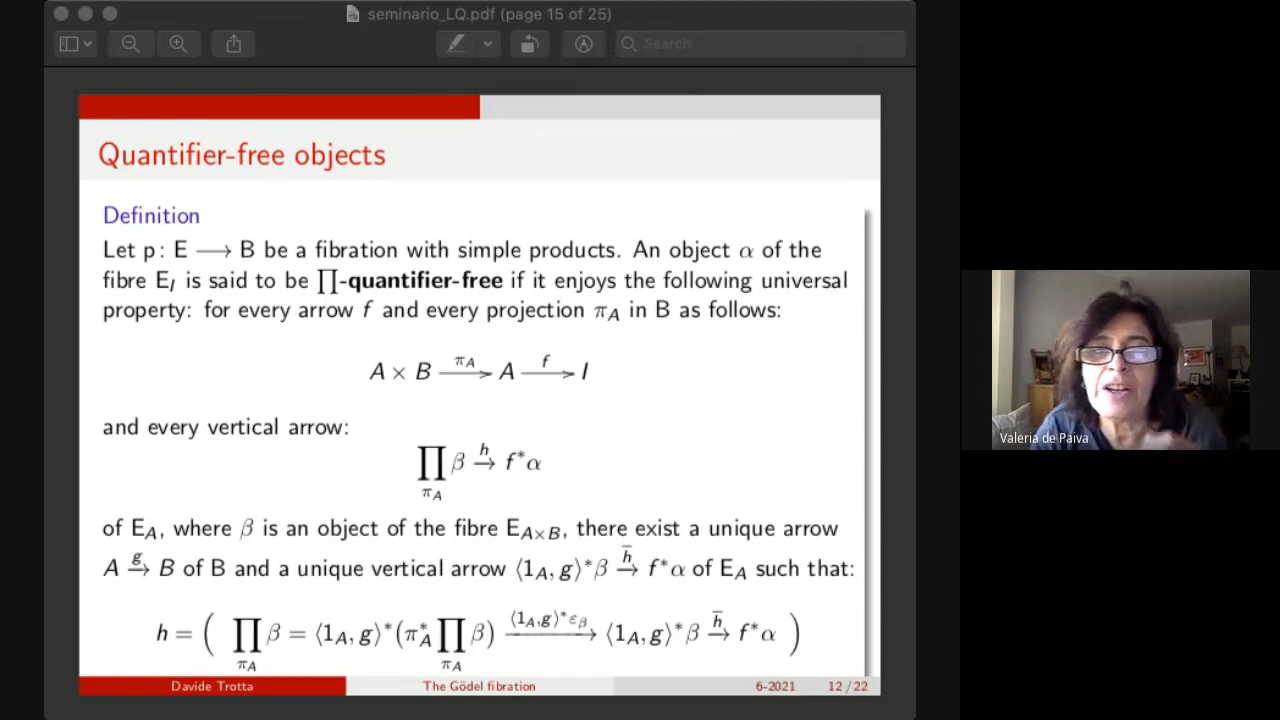 seminario_LQ.pdf (page 15 of 25)
Search
Quantifier-free objects
Definition
Let p: E ⟶ B be a fibration with simple products. An object α of the
fibre E_I is said to be ∏-quantifier-free if it enjoys the following universal
property: for every arrow f and every projection π_A in B as follows:
A × B —π_A→ A —f→ I
and every vertical arrow:
∏_{π_A} β —h→ f*α
of E_A, where β is an object of the fibre E_{A×B}, there exist a unique arrow
A —g→ B of B and a unique vertical arrow ⟨1_A, g⟩*β —h̅→ f*α of E_A such that:
h = ( ∏_{π_A} β = ⟨1_A, g⟩*(π*_A ∏_{π_A} β) —⟨1_A,g⟩*ε_β→ ⟨1_A, g⟩*β —h̅→ f*α )
Davide Trotta The Gödel fibration 6-2021 12 / 22
Valeria de Paiva